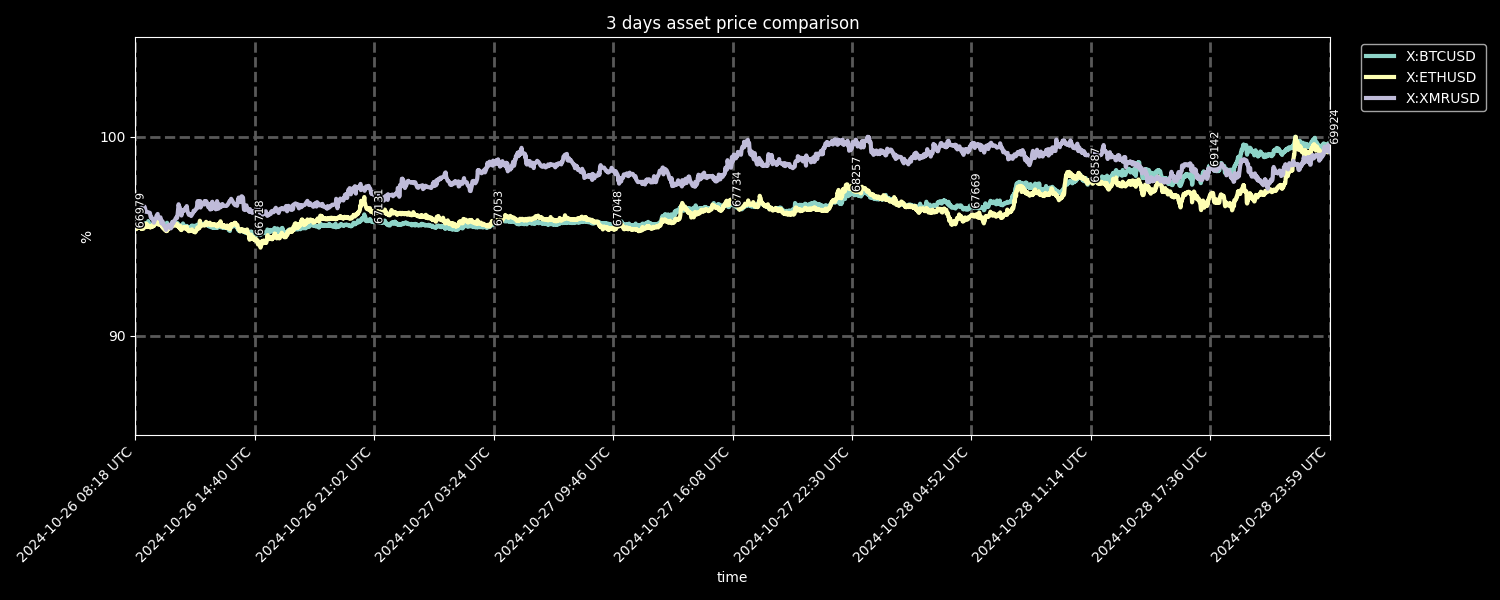 3 days asset price comparison
X:BTCUSD
X:ETHUSD
X:XMRUSD
100
90
%
66979
66718
67131
67053
67048
67734
68257
67669
68587
69142
69924
2024-10-26 08:18 UTC
2024-10-26 14:40 UTC
2024-10-26 21:02 UTC
2024-10-27 03:24 UTC
2024-10-27 09:46 UTC
2024-10-27 16:08 UTC
2024-10-27 22:30 UTC
2024-10-28 04:52 UTC
2024-10-28 11:14 UTC
2024-10-28 17:36 UTC
2024-10-28 23:59 UTC
time